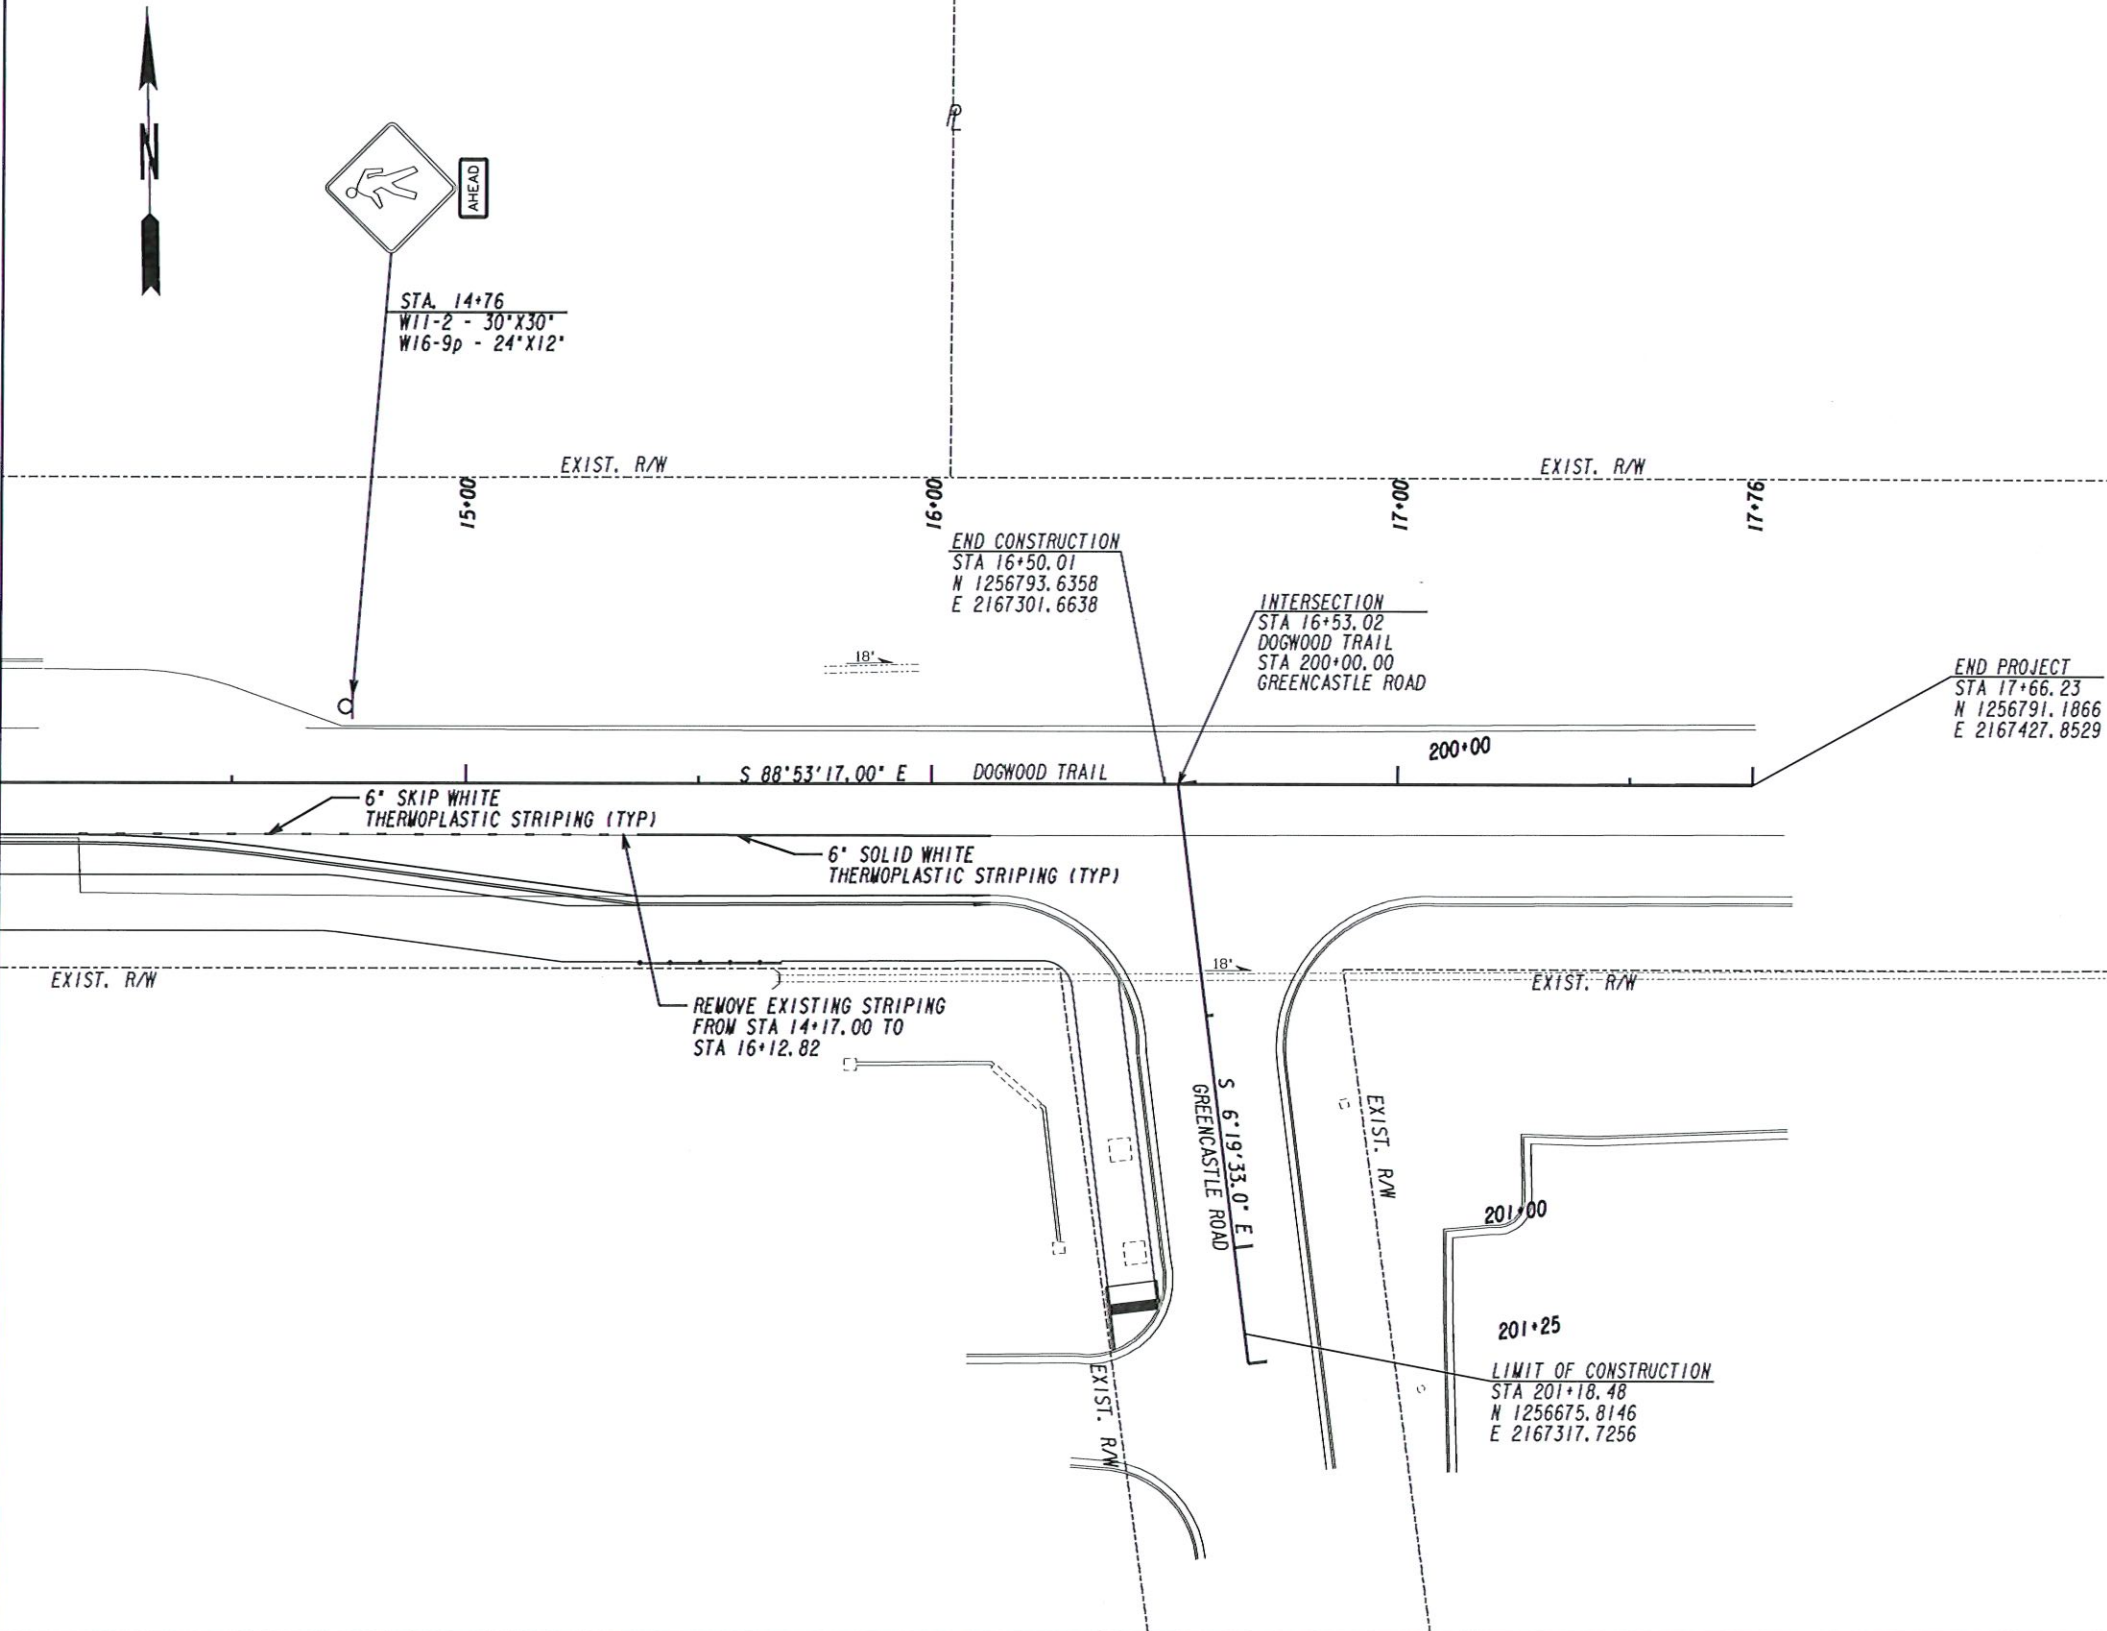 N
AHEAD
STA. 14+76
W11-2 - 30"X30"
W16-9p - 24"X12"
PL
EXIST. R/W
EXIST. R/W
15+00
16+00
17+00
17+76
END CONSTRUCTION
STA 16+50.01
N 1256793.6358
E 2167301.6638
INTERSECTION
STA 16+53.02
DOGWOOD TRAIL
STA 200+00.00
GREENCASTLE ROAD
END PROJECT
STA 17+66.23
N 1256791.1866
E 2167427.8529
18"
200+00
S 88°53'17.00" E
DOGWOOD TRAIL
6" SKIP WHITE
THERMOPLASTIC STRIPING (TYP)
6" SOLID WHITE
THERMOPLASTIC STRIPING (TYP)
EXIST. R/W
18"
EXIST. R/W
REMOVE EXISTING STRIPING
FROM STA 14+17.00 TO
STA 16+12.82
S 6°19'33.0" E
GREENCASTLE ROAD
EXIST. R/W
201+00
201+25
LIMIT OF CONSTRUCTION
STA 201+18.48
N 1256675.8146
E 2167317.7256
EXIST. R/W